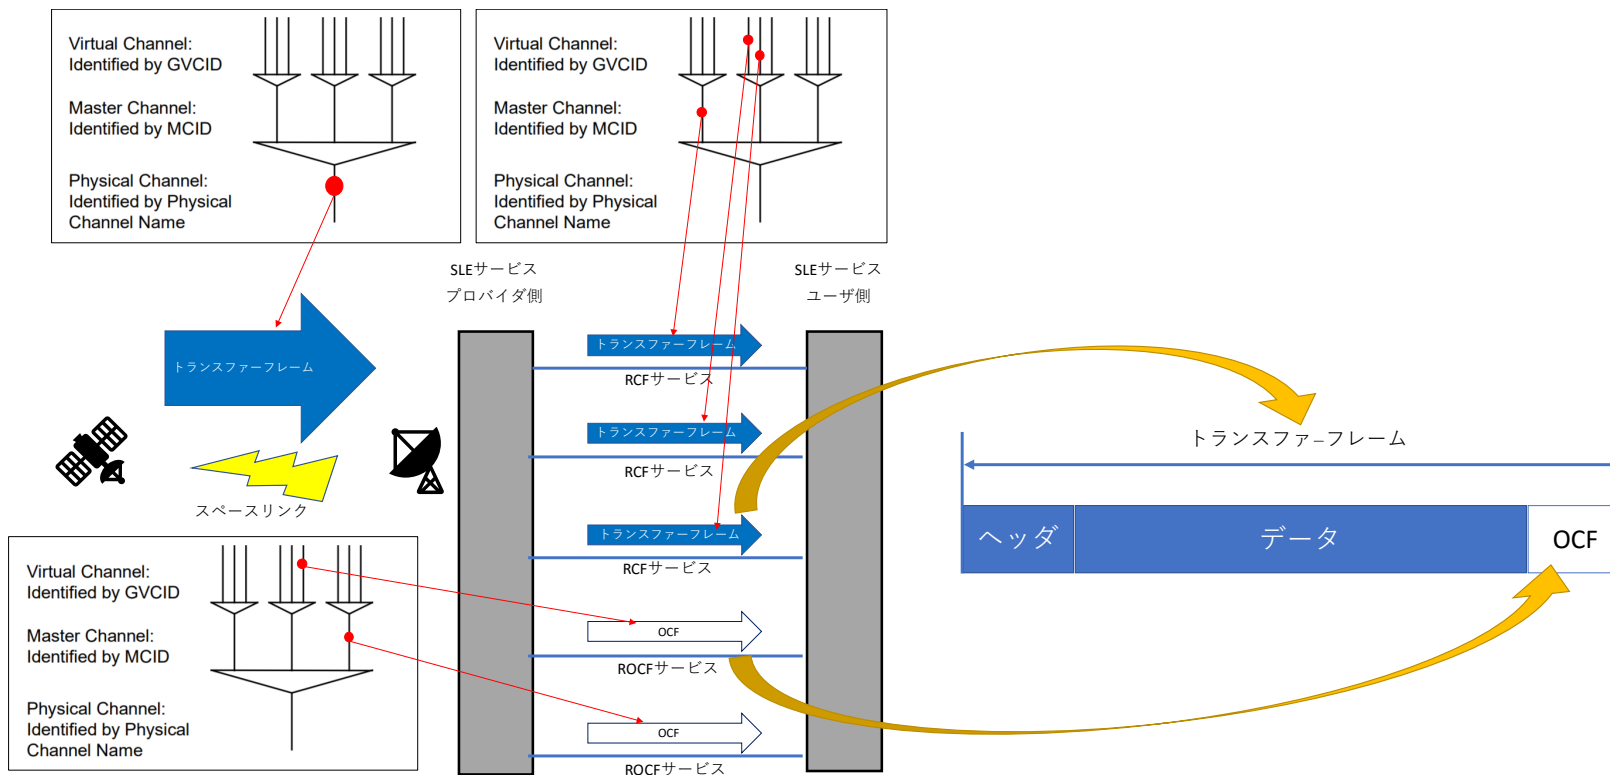 Virtual Channel:
Identified by GVCID
Master Channel:
Identified by MCID
Physical Channel:
Identified by Physical
Channel Name
Virtual Channel:
Identified by GVCID
Master Channel:
Identified by MCID
Physical Channel:
Identified by Physical
Channel Name
SLEサービス
プロバイダ側
SLEサービス
ユーザ側
トランスファーフレーム
トランスファーフレーム
RCFサービス
トランスファーフレーム
RCFサービス
トランスファーフレーム
RCFサービス
スペースリンク
トランスファ–フレーム
ヘッダ
データ
OCF
Virtual Channel:
Identified by GVCID
Master Channel:
Identified by MCID
Physical Channel:
Identified by Physical
Channel Name
OCF
ROCFサービス
OCF
ROCFサービス